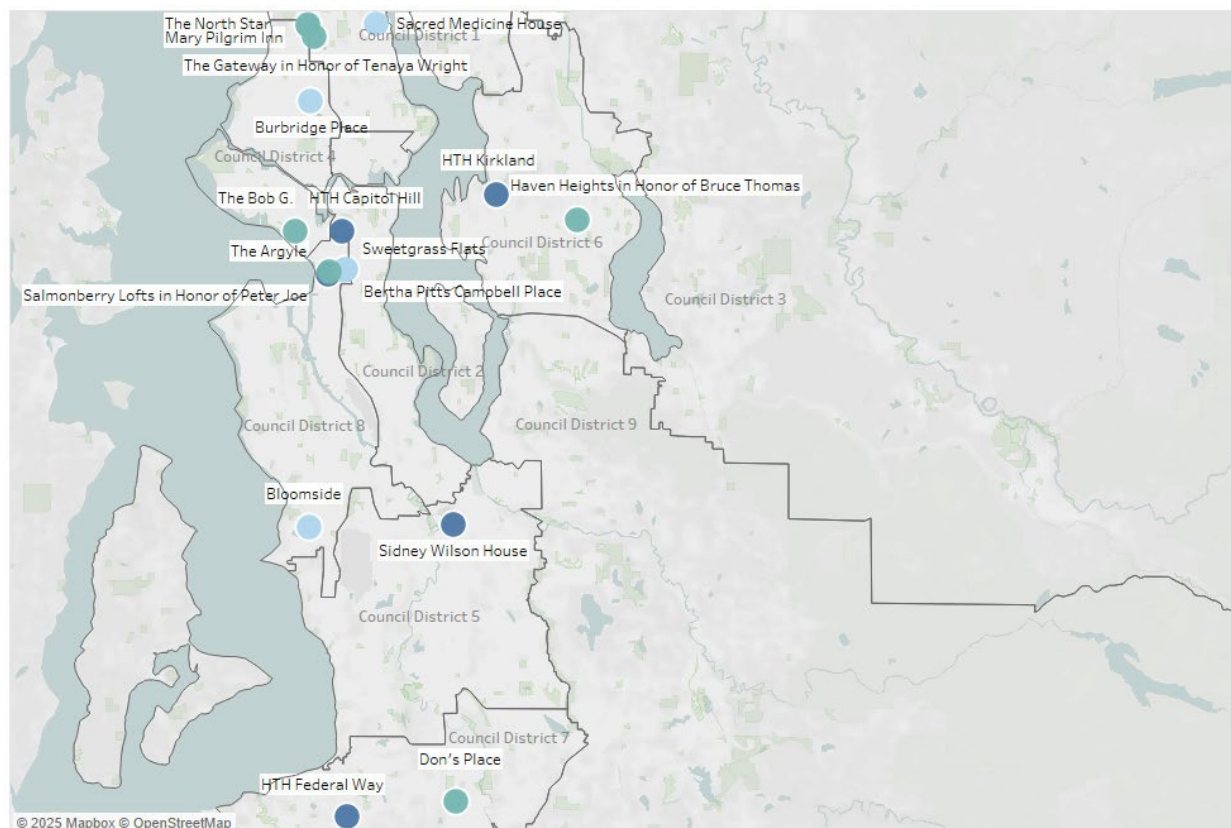 The North Star
Sacred Medicine House
Mary Pilgrim Inn
Council District 1
The Gateway in Honor of Tenaya Wright
Burbridge Place
Council District 4
HTH Kirkland
Haven Heights in Honor of Bruce Thomas
The Bob G.
HTH Capitol Hill
Council District 6
The Argyle
Sweetgrass Flats
Salmonberry Lofts in Honor of Peter Joe
Bertha Pitts Campbell Place
Council District 3
Council District 2
Council District 8
Council District 9
Bloomside
Sidney Wilson House
Council District 5
Council District 7
Don's Place
HTH Federal Way
© 2025 Mapbox © OpenStreetMap